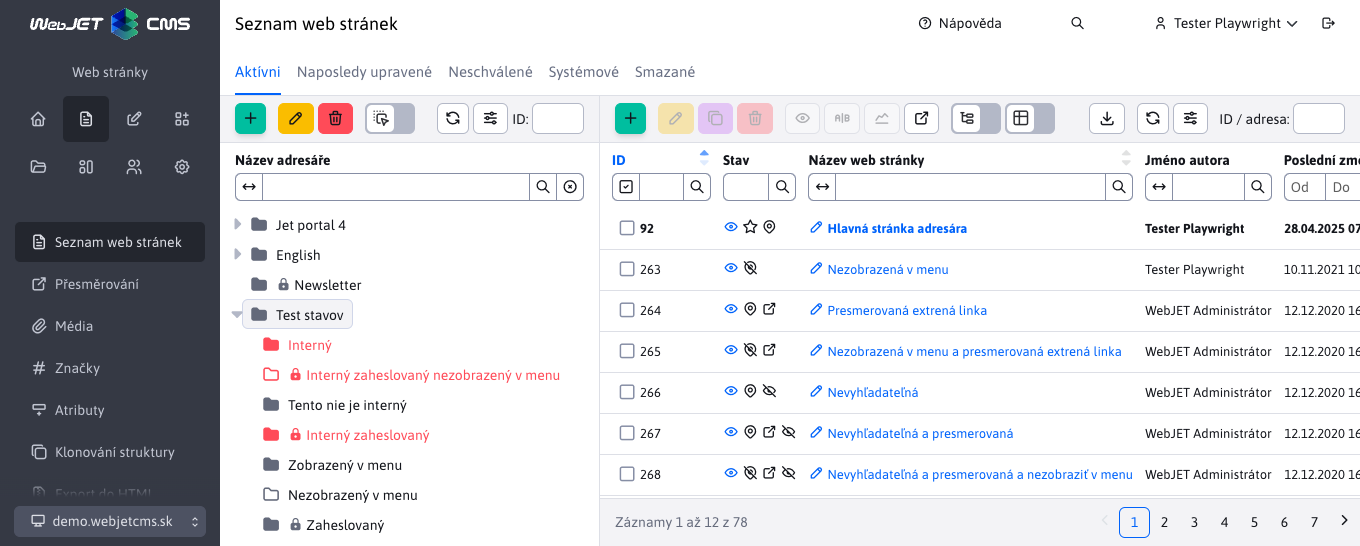 WebJET CMS
Seznam web stránek
Nápověda
Tester Playwright
Web stránky
Aktívni Naposledy upravené Neschválené Systémové Smazané
ID:
ID / adresa:
Název adresáře
ID Stav Název web stránky Jméno autora Poslední změ
Od Do
Seznam web stránek
Přesměrování
Média
Značky
Atributy
Klonování struktury
Export do HTML
demo.webjetcms.sk
Jet portal 4
English
Newsletter
Test stavov
Interný
Interný zaheslovaný nezobrazený v menu
Tento nie je interný
Interný zaheslovaný
Zobrazený v menu
Nezobrazený v menu
Zaheslovaný
92 Hlavná stránka adresára Tester Playwright 28.04.2025 07
263 Nezobrazená v menu Tester Playwright 10.11.2021 10
264 Presmerovaná extrená linka WebJET Administrátor 12.12.2020 16
265 Nezobrazená v menu a presmerovaná extrená linka WebJET Administrátor 12.12.2020 16
266 Nevyhľadateľná WebJET Administrátor 12.12.2020 16
267 Nevyhľadateľná a presmerovaná WebJET Administrátor 12.12.2020 16
268 Nevyhľadateľná a presmerovaná a nezobraziť v menu WebJET Administrátor 12.12.2020 16
Záznamy 1 až 12 z 78
1 2 3 4 5 6 7